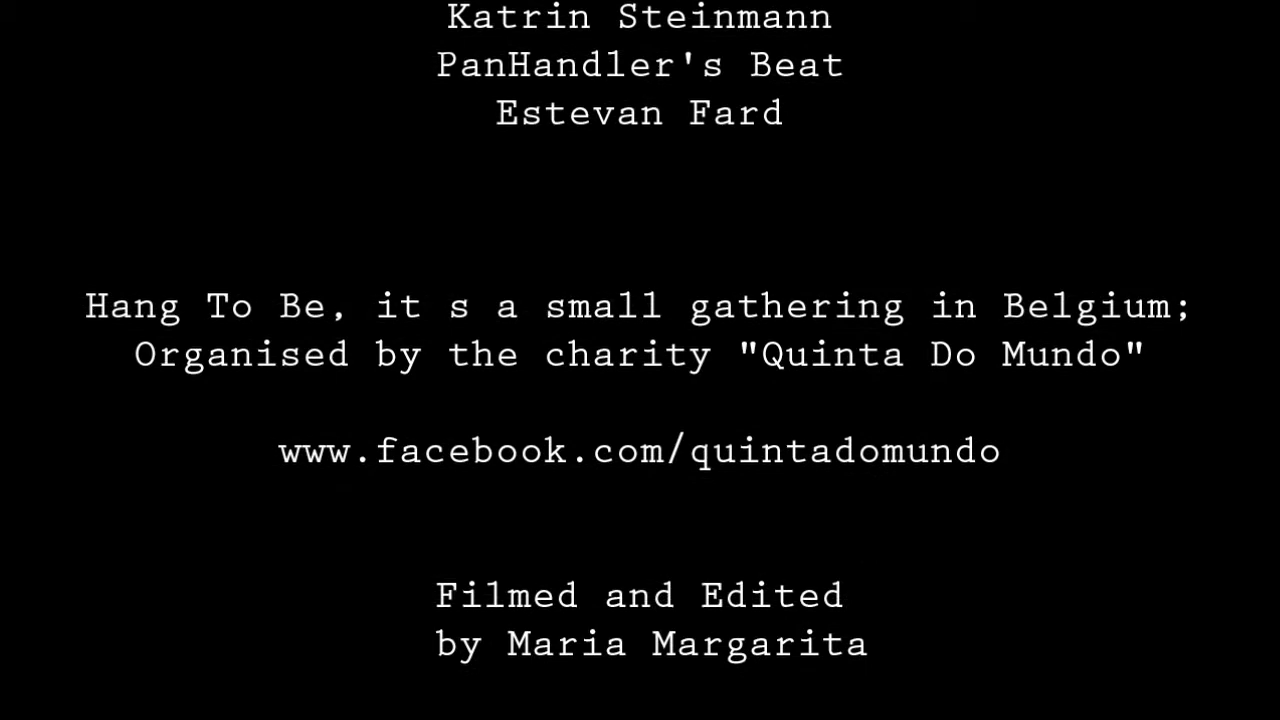 Katrin Steinmann
PanHandler's Beat
Estevan Fard
Hang To Be, it s a small gathering in Belgium;
Organised by the charity "Quinta Do Mundo"
www.facebook.com/quintadomundo
Filmed and Edited
by Maria Margarita